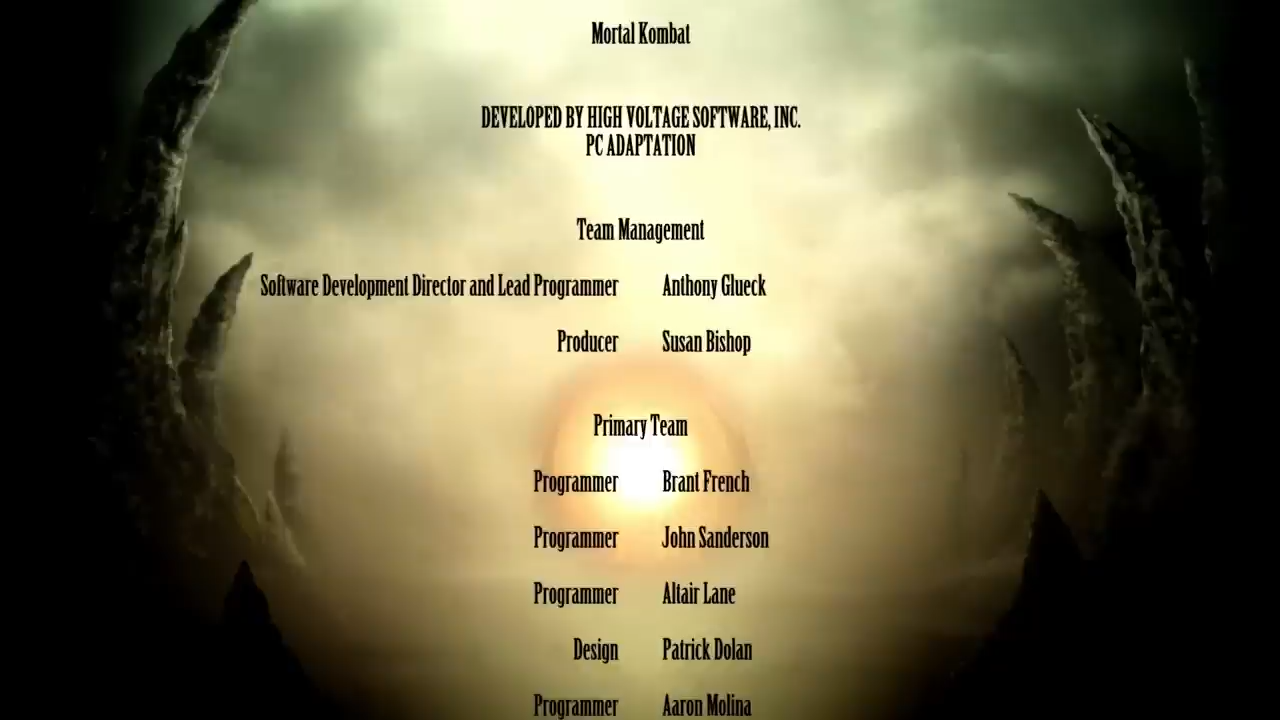 Mortal Kombat
DEVELOPED BY HIGH VOLTAGE SOFTWARE, INC.
PC ADAPTATION
Team Management
Software Development Director and Lead Programmer Anthony Glueck
Producer Susan Bishop
Primary Team
Programmer Brant French
Programmer John Sanderson
Programmer Altair Lane
Design Patrick Dolan
Programmer Aaron Molina